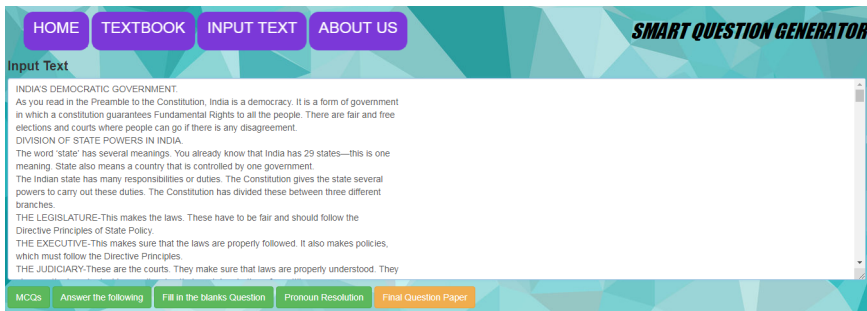 HOME TEXTBOOK INPUT TEXT ABOUT US SMART QUESTION GENERATOR
Input Text
INDIA'S DEMOCRATIC GOVERNMENT.
As you read in the Preamble to the Constitution, India is a democracy. It is a form of government
in which a constitution guarantees Fundamental Rights to all the people. There are fair and free
elections and courts where people can go if there is any disagreement.
DIVISION OF STATE POWERS IN INDIA.
The word 'state' has several meanings. You already know that India has 29 states—this is one
meaning. State also means a country that is controlled by one government.
The Indian state has many responsibilities or duties. The Constitution gives the state several
powers to carry out these duties. The Constitution has divided these between three different
branches.
THE LEGISLATURE-This makes the laws. These have to be fair and should follow the
Directive Principles of State Policy.
THE EXECUTIVE-This makes sure that the laws are properly followed. It also makes policies,
which must follow the Directive Principles.
THE JUDICIARY-These are the courts. They make sure that laws are properly understood. They
MCQs Answer the following Fill in the blanks Question Pronoun Resolution Final Question Paper